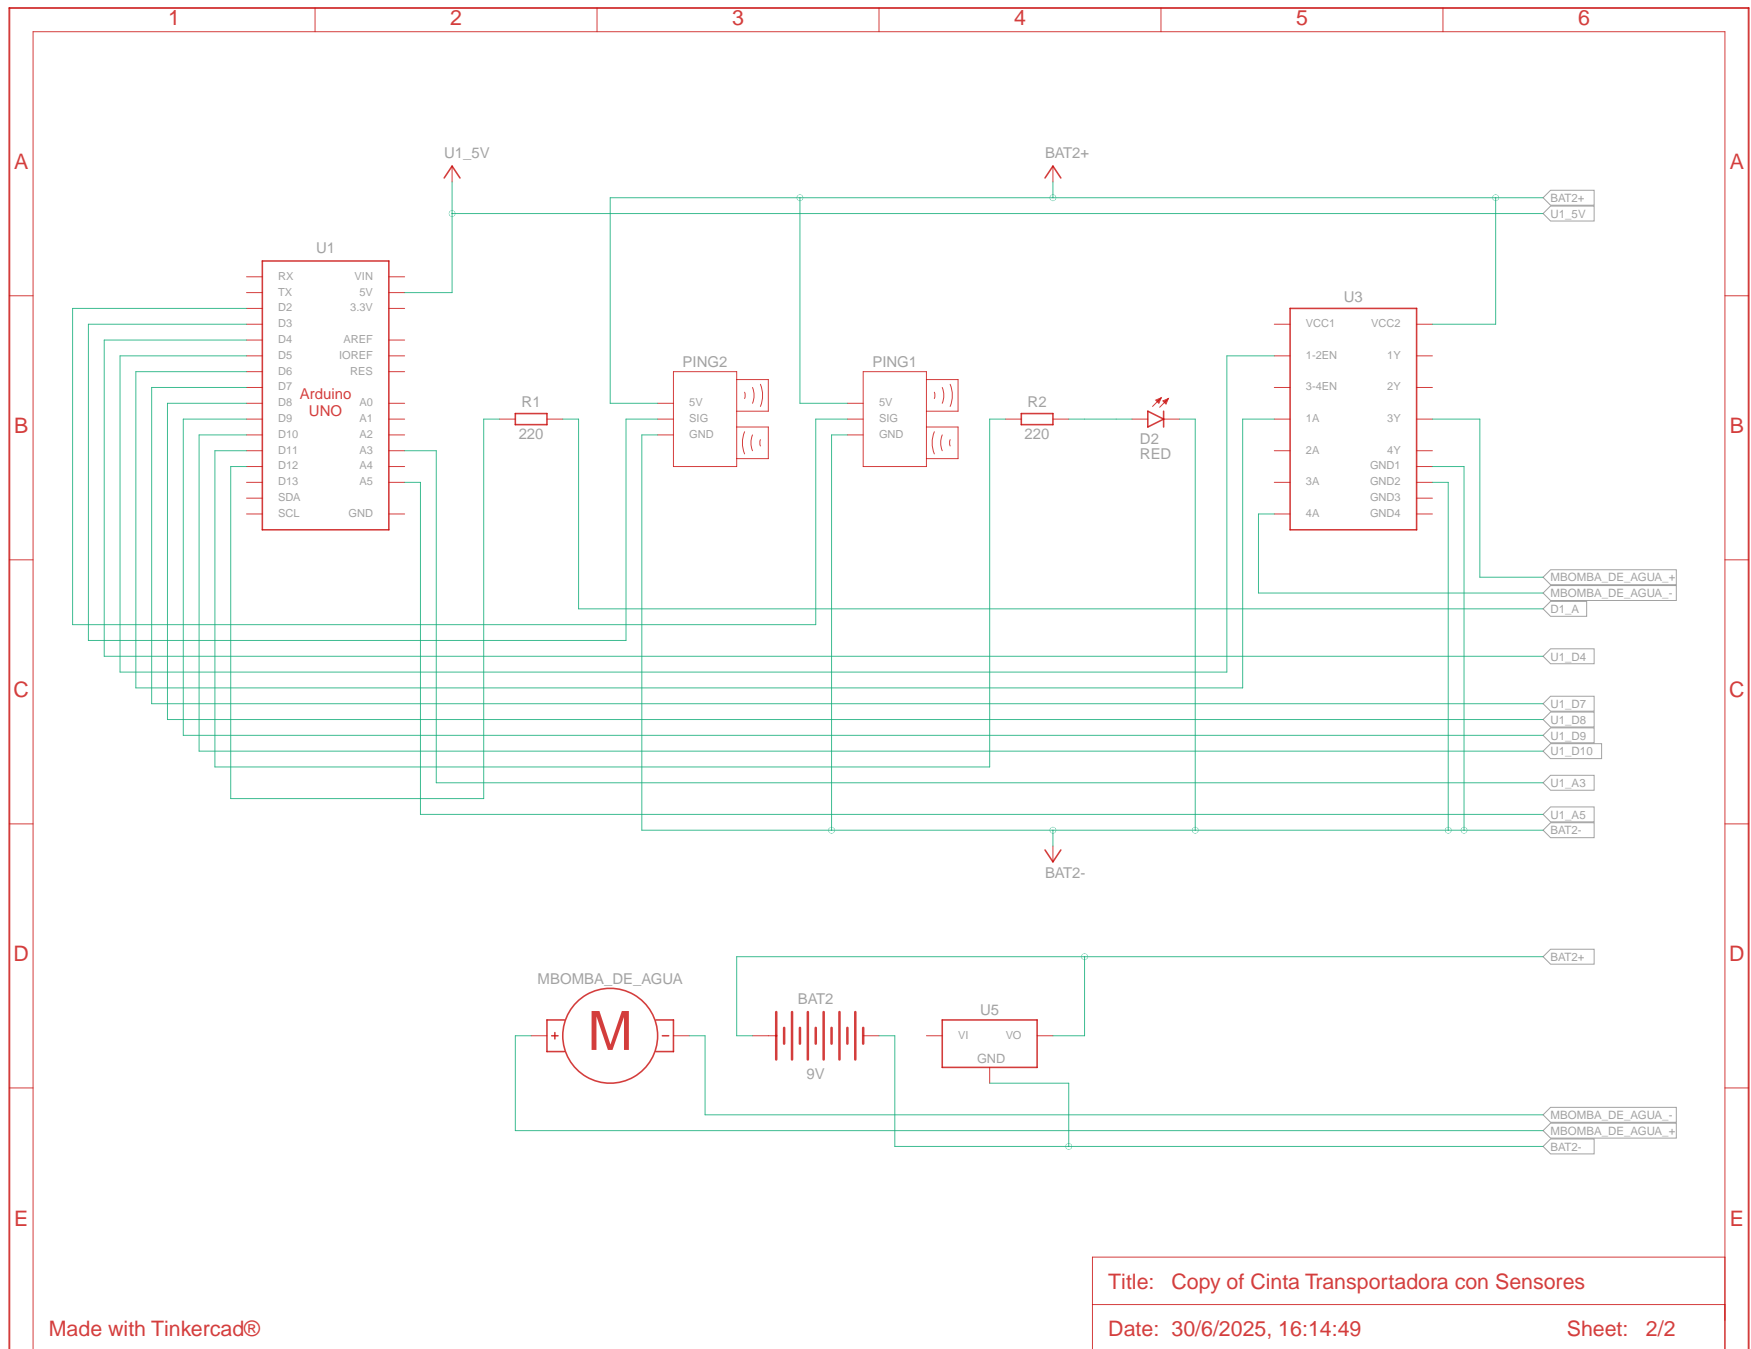 1 2 3 4 5 6
A A
U1_5V BAT2+
BAT2+
U1_5V
U1
RX VIN
TX 5V
D2 3.3V
D3
D4 AREF
D5 IOREF
D6 RES
D7
Arduino
UNO
D8 A0
D9 A1
D10 A2
D11 A3
D12 A4
D13 A5
SDA
SCL GND
B B
R1
220
PING2
5V
SIG
GND
PING1
5V
SIG
GND
R2
220
D2
RED
U3
VCC1 VCC2
1-2EN 1Y
3-4EN 2Y
1A 3Y
2A 4Y
GND1
3A GND2
GND3
4A GND4
MBOMBA_DE_AGUA_+
MBOMBA_DE_AGUA_-
D1_A
U1_D4
C C
U1_D7
U1_D8
U1_D9
U1_D10
U1_A3
U1_A5
BAT2-
BAT2-
D D
BAT2+
MBOMBA_DE_AGUA
+ M -
BAT2
9V
U5
VI VO
GND
MBOMBA_DE_AGUA_-
MBOMBA_DE_AGUA_+
BAT2-
E E
Title: Copy of Cinta Transportadora con Sensores
Made with Tinkercad®
Date: 30/6/2025, 16:14:49 Sheet: 2/2